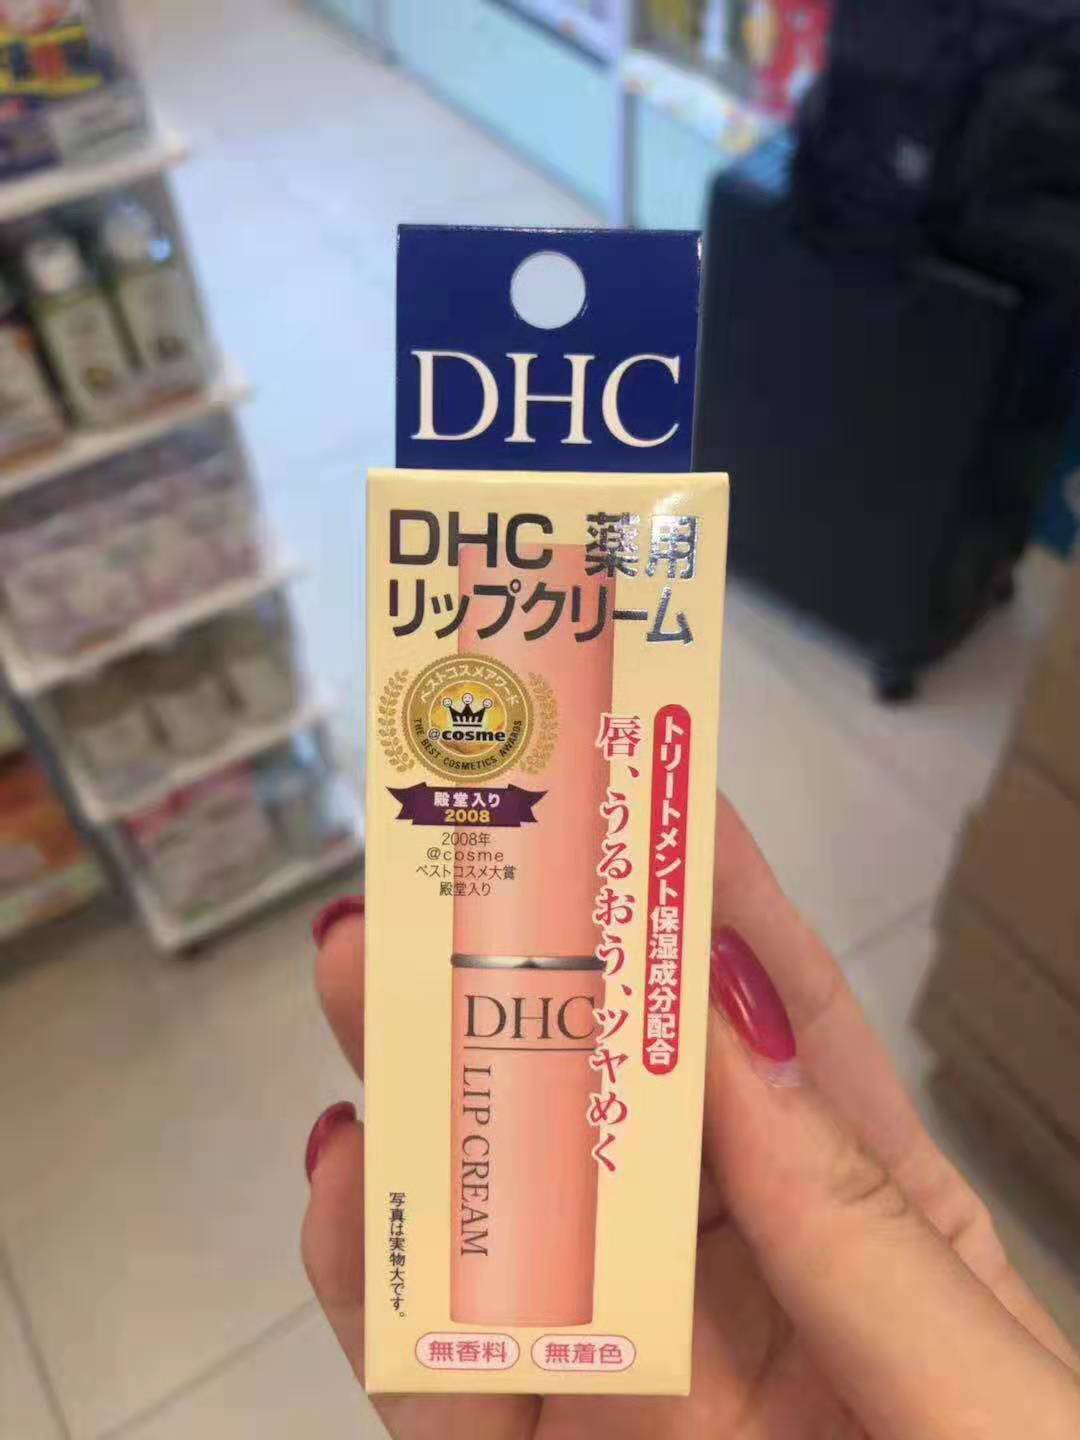 DHC
DHC 薬用
リップクリーム
ベストコスメアワード
@cosme
THE BEST COSMETICS AWARDS
殿堂入り
2008
2008年
@cosme
ベストコスメ大賞
殿堂入り
トリートメント保湿成分配合
唇、うるおう、ツヤめく
DHC
LIP CREAM
写真は実物大です。
無香料
無着色